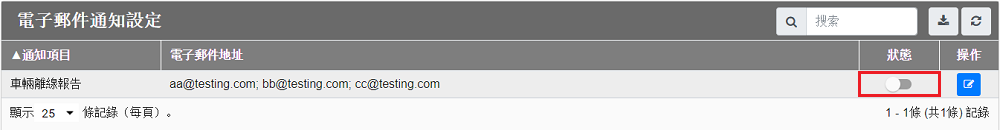 電子郵件通知設定
搜索
▲通知項目 電子郵件地址 狀態 操作
車輛離線報告 aa@testing.com; bb@testing.com; cc@testing.com
顯示 25 條記錄（每頁）。 1 - 1條 (共1條) 記錄